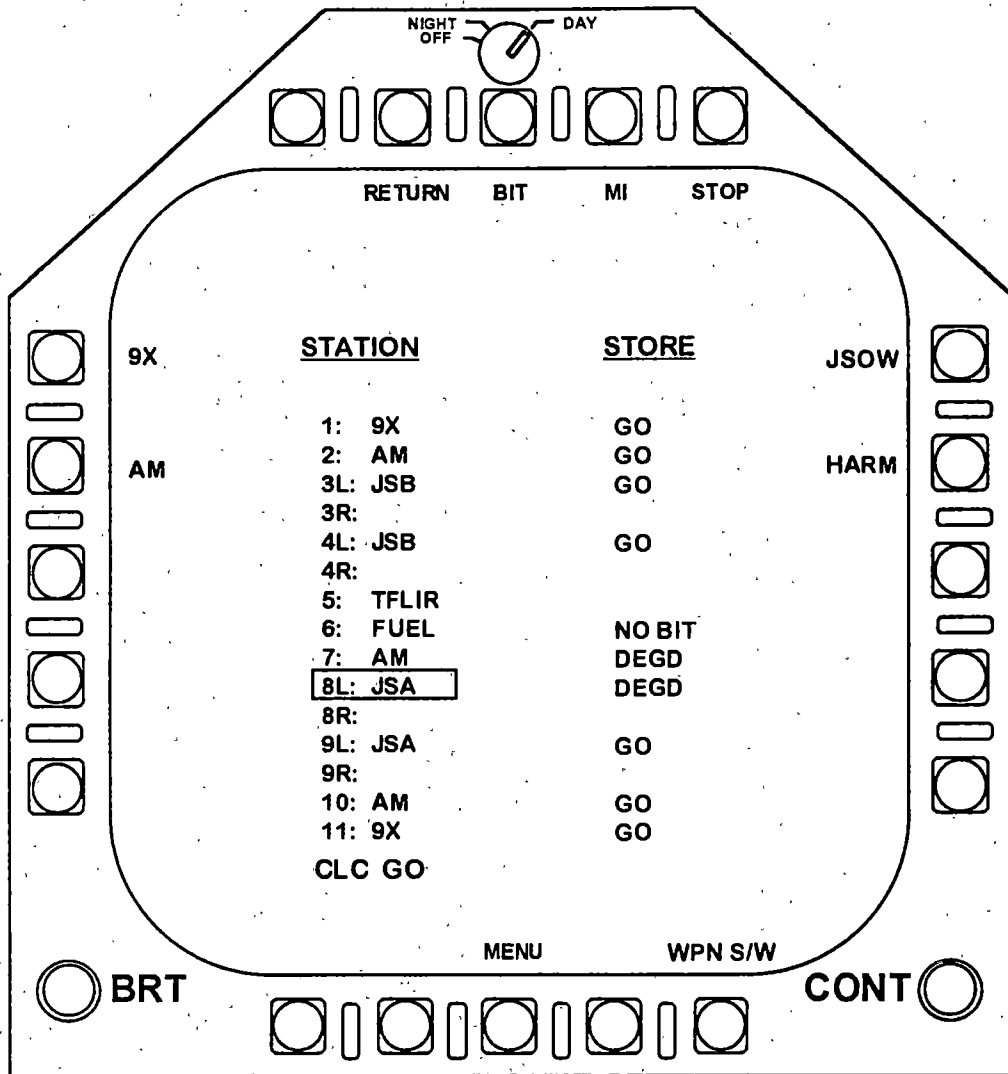 NIGHT DAY
OFF
RETURN BIT MI STOP
9X STATION STORE JSOW
1: 9X GO
2: AM GO
AM HARM
3L: JSB GO
3R:
4L: JSB GO
4R:
5: TFLIR
6: FUEL NO BIT
7: AM DEGD
8L: JSA DEGD
8R:
9L: JSA GO
9R:
10: AM GO
11: 9X GO
CLC GO
MENU WPN S/W
BRT CONT